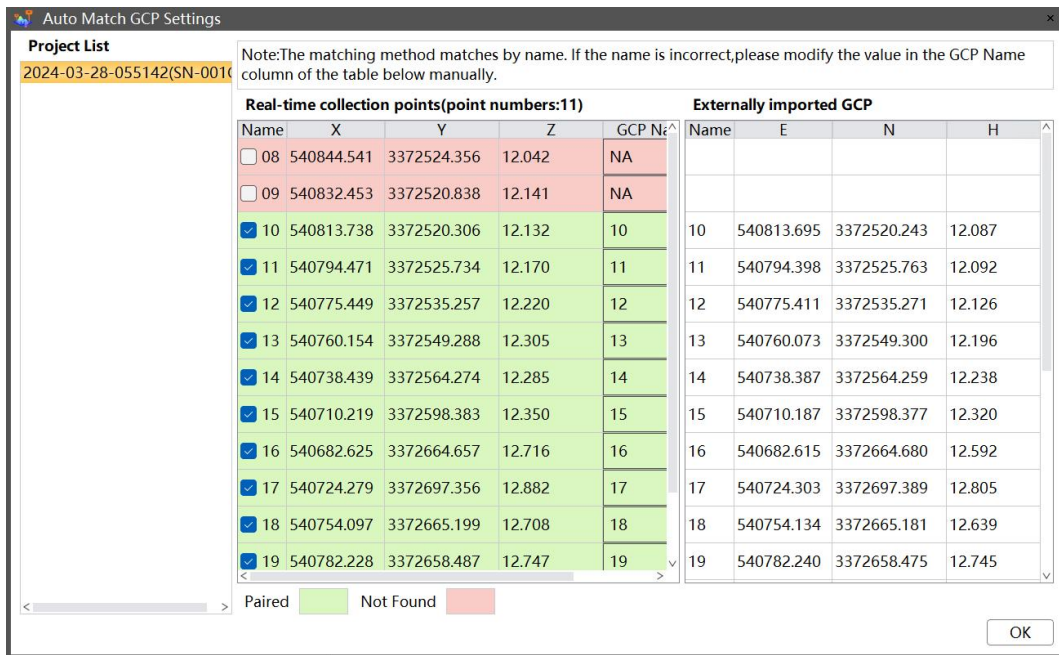 Auto Match GCP Settings
Project List
2024-03-28-055142(SN-001
Note:The matching method matches by name. If the name is incorrect,please modify the value in the GCP Name
column of the table below manually.
Real-time collection points(point numbers:11) Externally imported GCP
Name X Y Z GCP Na Name E N H
08 540844.541 3372524.356 12.042 NA
09 540832.453 3372520.838 12.141 NA
10 540813.738 3372520.306 12.132 10 10 540813.695 3372520.243 12.087
11 540794.471 3372525.734 12.170 11 11 540794.398 3372525.763 12.092
12 540775.449 3372535.257 12.220 12 12 540775.411 3372535.271 12.126
13 540760.154 3372549.288 12.305 13 13 540760.073 3372549.300 12.196
14 540738.439 3372564.274 12.285 14 14 540738.387 3372564.259 12.238
15 540710.219 3372598.383 12.350 15 15 540710.187 3372598.377 12.320
16 540682.625 3372664.657 12.716 16 16 540682.615 3372664.680 12.592
17 540724.279 3372697.356 12.882 17 17 540724.303 3372697.389 12.805
18 540754.097 3372665.199 12.708 18 18 540754.134 3372665.181 12.639
19 540782.228 3372658.487 12.747 19 19 540782.240 3372658.475 12.745
Paired Not Found
OK